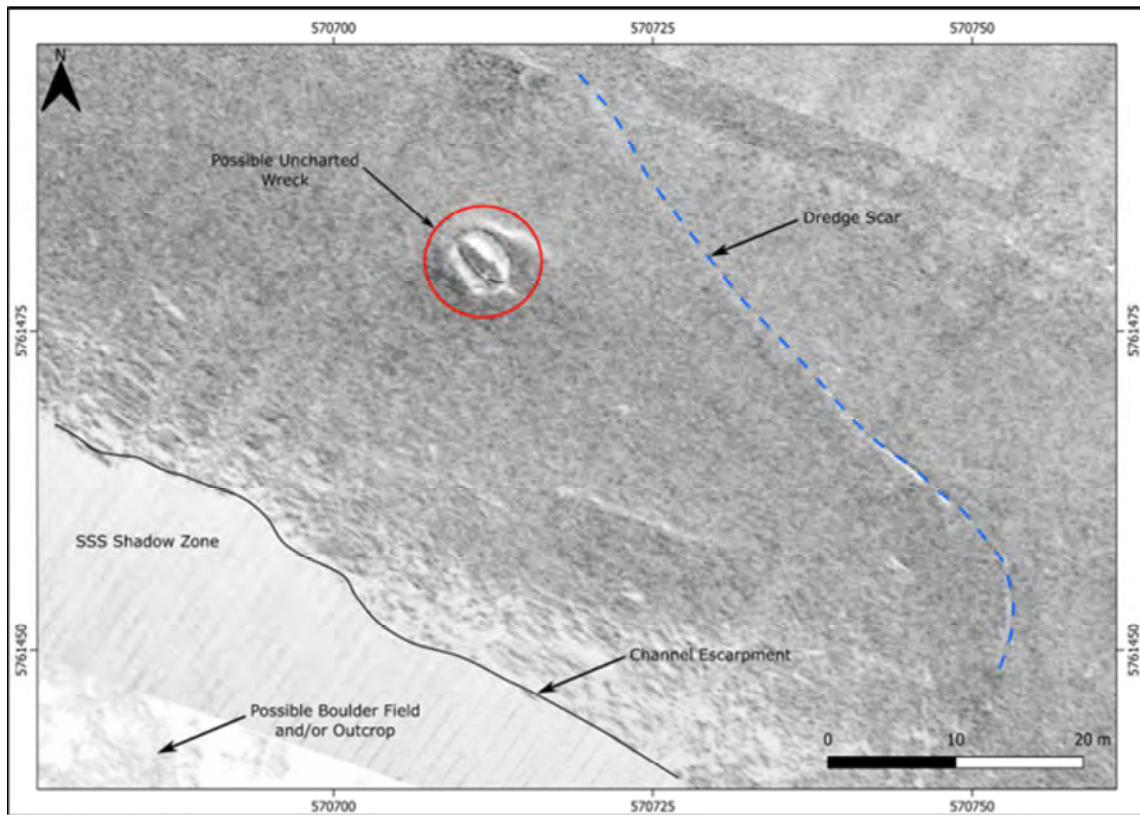 570700
570725
570750
N
Possible Uncharted
Wreck
Dredge Scar
5761475
5761475
SSS Shadow Zone
5761450
5761450
Channel Escarpment
Possible Boulder Field
and/or Outcrop
0
10
20 m
570700
570725
570750